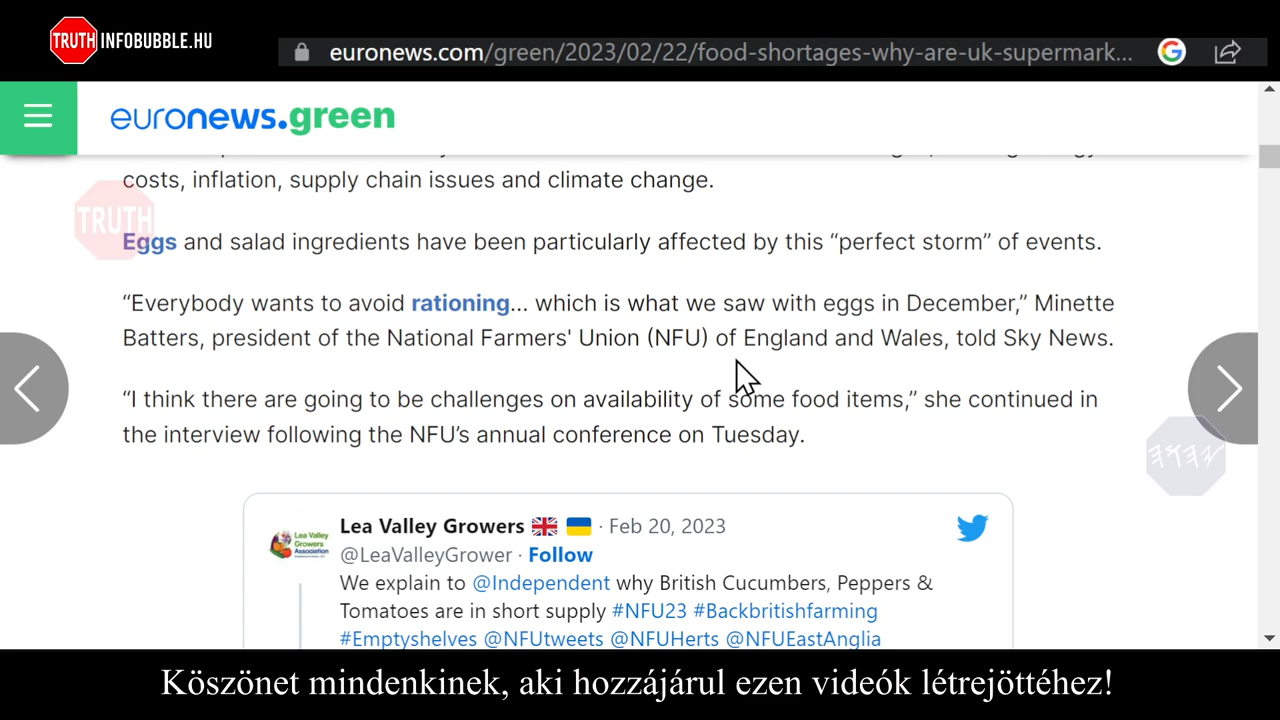 TRUTH INFOBUBBLE.HU
euronews.com/green/2023/02/22/food-shortages-why-are-uk-supermark...
euronews.green
costs, inflation, supply chain issues and climate change.
TRUTH
Eggs and salad ingredients have been particularly affected by this “perfect storm” of events.
“Everybody wants to avoid rationing... which is what we saw with eggs in December,” Minette
Batters, president of the National Farmers' Union (NFU) of England and Wales, told Sky News.
“I think there are going to be challenges on availability of some food items,” she continued in
the interview following the NFU’s annual conference on Tuesday.
Lea Valley Growers Association
Lea Valley Growers 🇬🇧 🇺🇦 · Feb 20, 2023
@LeaValleyGrower · Follow
We explain to @Independent why British Cucumbers, Peppers &
Tomatoes are in short supply #NFU23 #Backbritishfarming
#Emptyshelves @NFUtweets @NFUHerts @NFUEastAnglia
Köszönet mindenkinek, aki hozzájárul ezen videók létrejöttéhez!